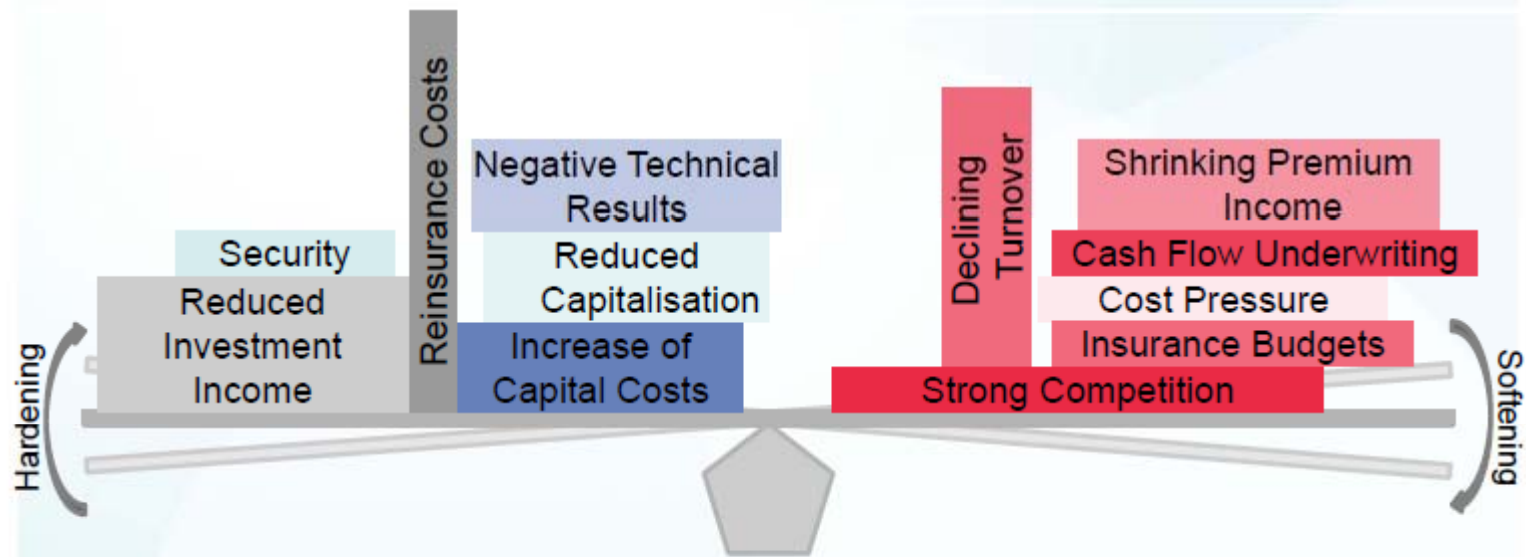 Hardening
Security
Reduced
Investment
Income
Reinsurance Costs
Negative Technical
Results
Reduced
Capitalisation
Increase of
Capital Costs
Declining
Turnover
Shrinking Premium
Income
Cash Flow Underwriting
Cost Pressure
Insurance Budgets
Strong Competition
Softening